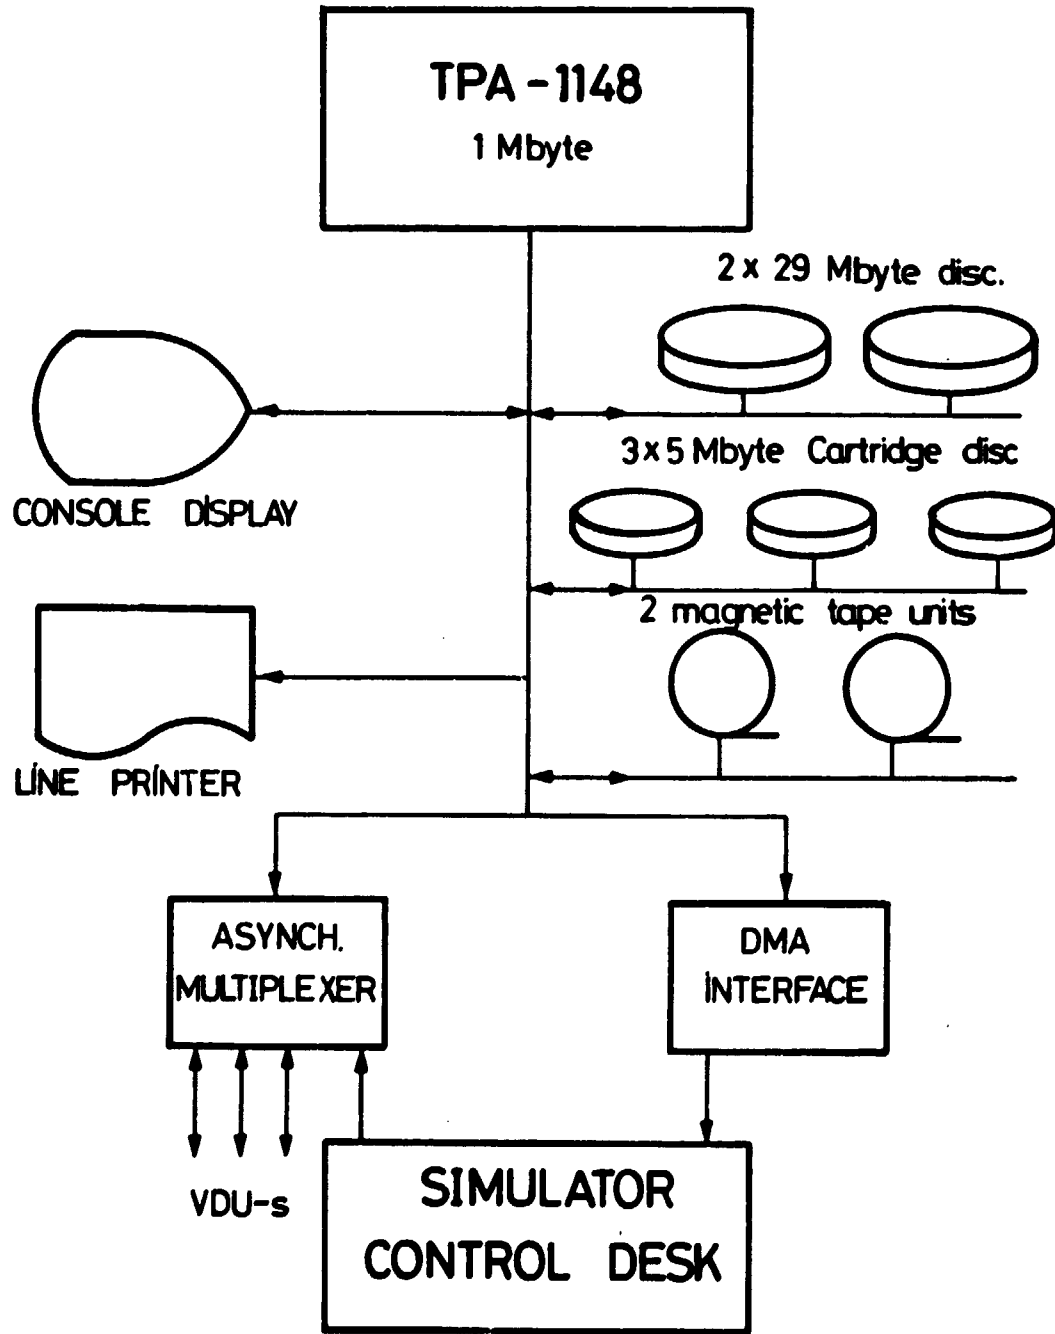 TPA-1148
1 Mbyte
2 x 29 Mbyte disc.
3 x 5 Mbyte Cartridge disc
CONSOLE DISPLAY
2 magnetic tape units
LINE PRINTER
ASYNCH.
MULTIPLEXER
DMA
INTERFACE
VDU-s
SIMULATOR
CONTROL DESK